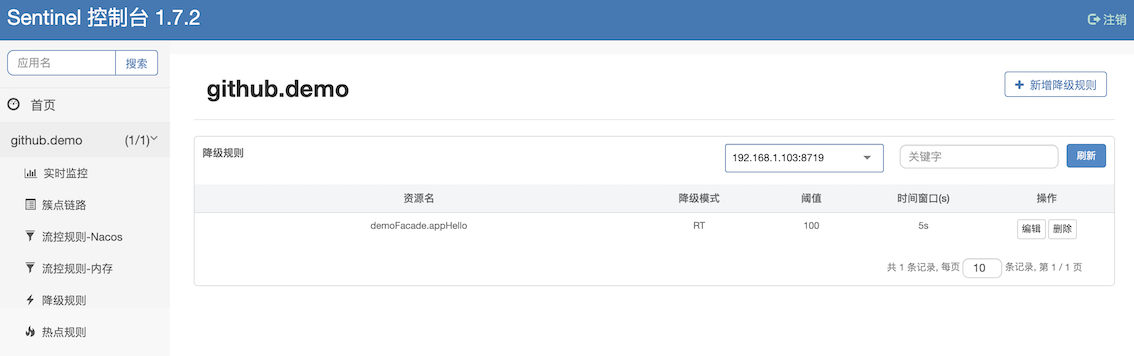 Sentinel 控制台 1.7.2
注销
应用名 搜索
首页
github.demo (1/1)
实时监控
簇点链路
流控规则-Nacos
流控规则-内存
降级规则
热点规则
github.demo
新增降级规则
降级规则 192.168.1.103:8719 关键字 刷新
资源名 降级模式 阈值 时间窗口(s) 操作
demoFacade.appHello RT 100 5s 编辑 删除
共 1 条记录, 每页 10 条记录, 第 1 / 1 页